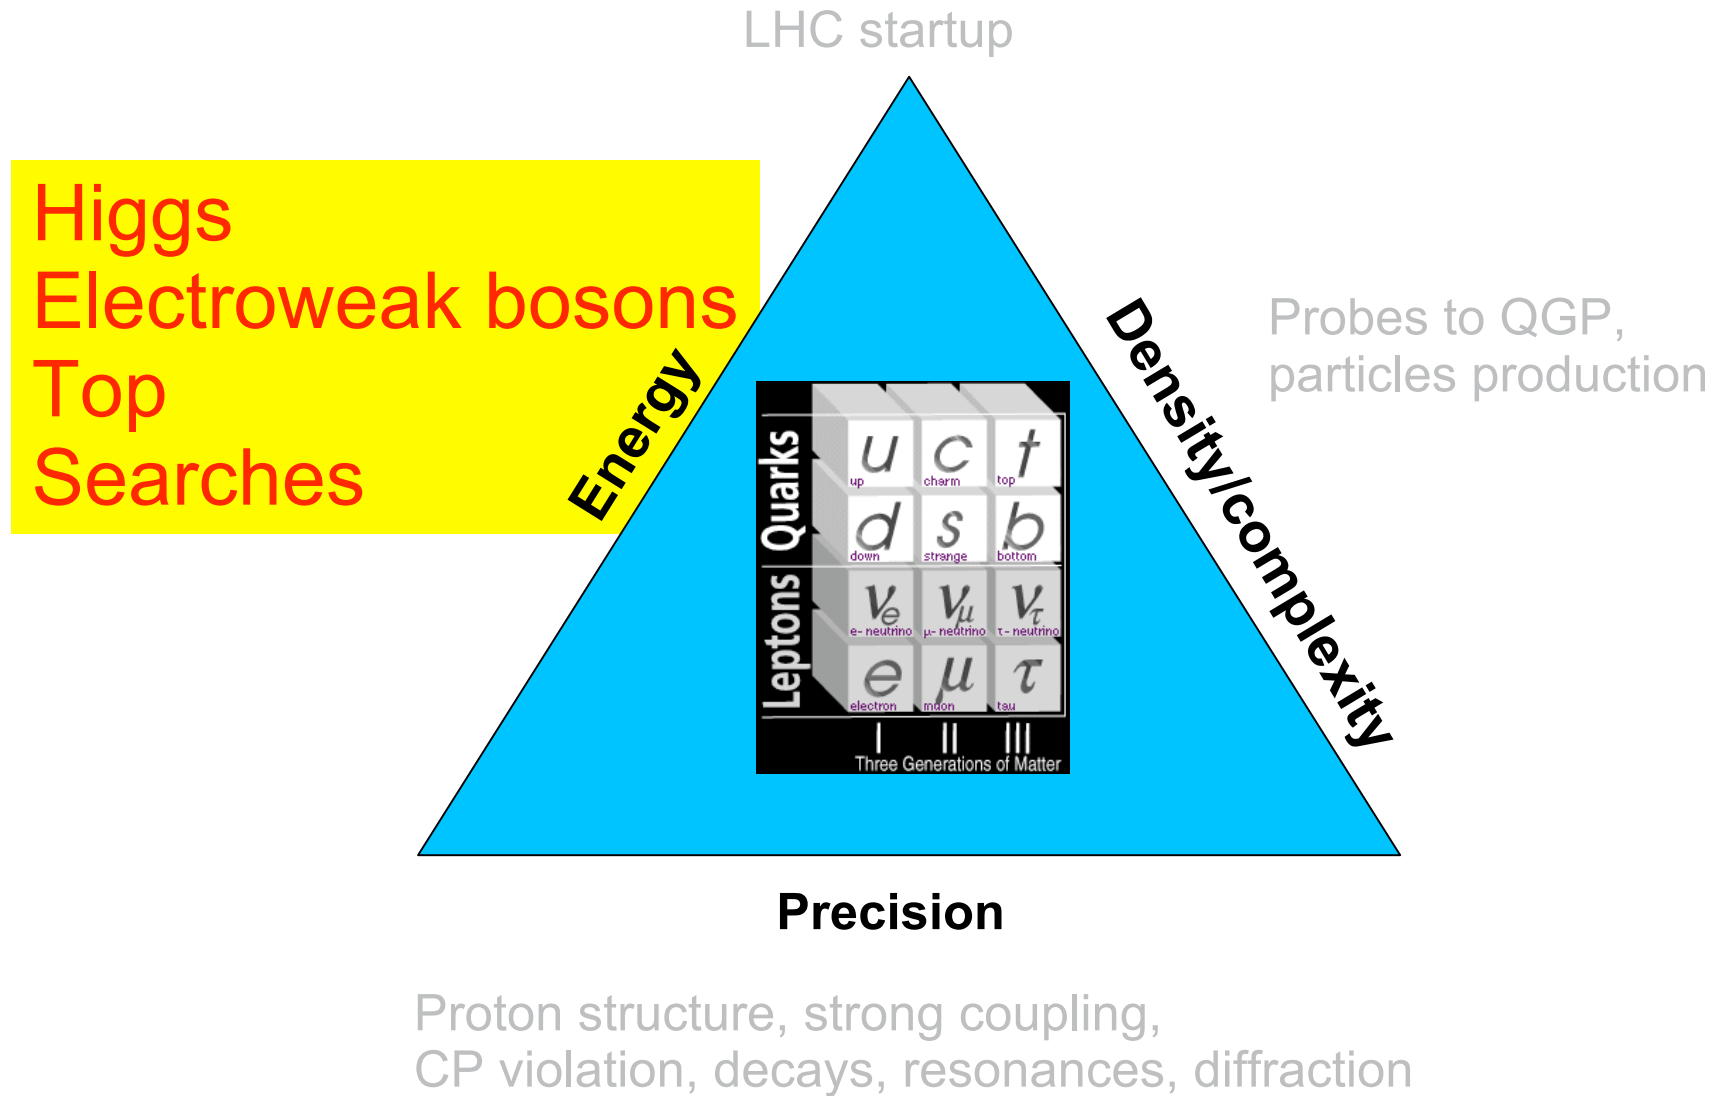 LHC startup
Higgs
Electroweak bosons
Top
Searches
Energy
Density/complexity
Probes to QGP,
particles production
Quarks
u c t
up charm top
d s b
down strange bottom
Leptons
νe νμ ντ
e- neutrino μ- neutrino τ- neutrino
e μ τ
electron muon tau
I II III
Three Generations of Matter
Precision
Proton structure, strong coupling,
CP violation, decays, resonances, diffraction